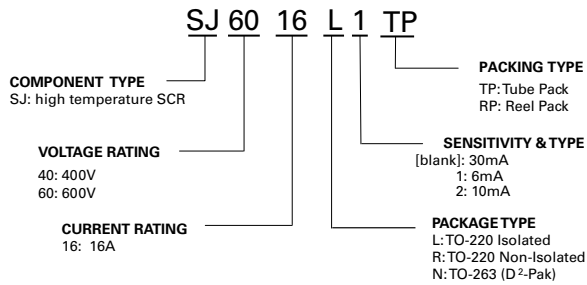 SJ 60 16 L 1 TP
COMPONENT TYPE
SJ: high temperature SCR
VOLTAGE RATING
40: 400V
60: 600V
CURRENT RATING
16: 16A
PACKING TYPE
TP: Tube Pack
RP: Reel Pack
SENSITIVITY & TYPE
[blank]: 30mA
1: 6mA
2: 10mA
PACKAGE TYPE
L: TO-220 Isolated
R: TO-220 Non-Isolated
N: TO-263 (D²-Pak)